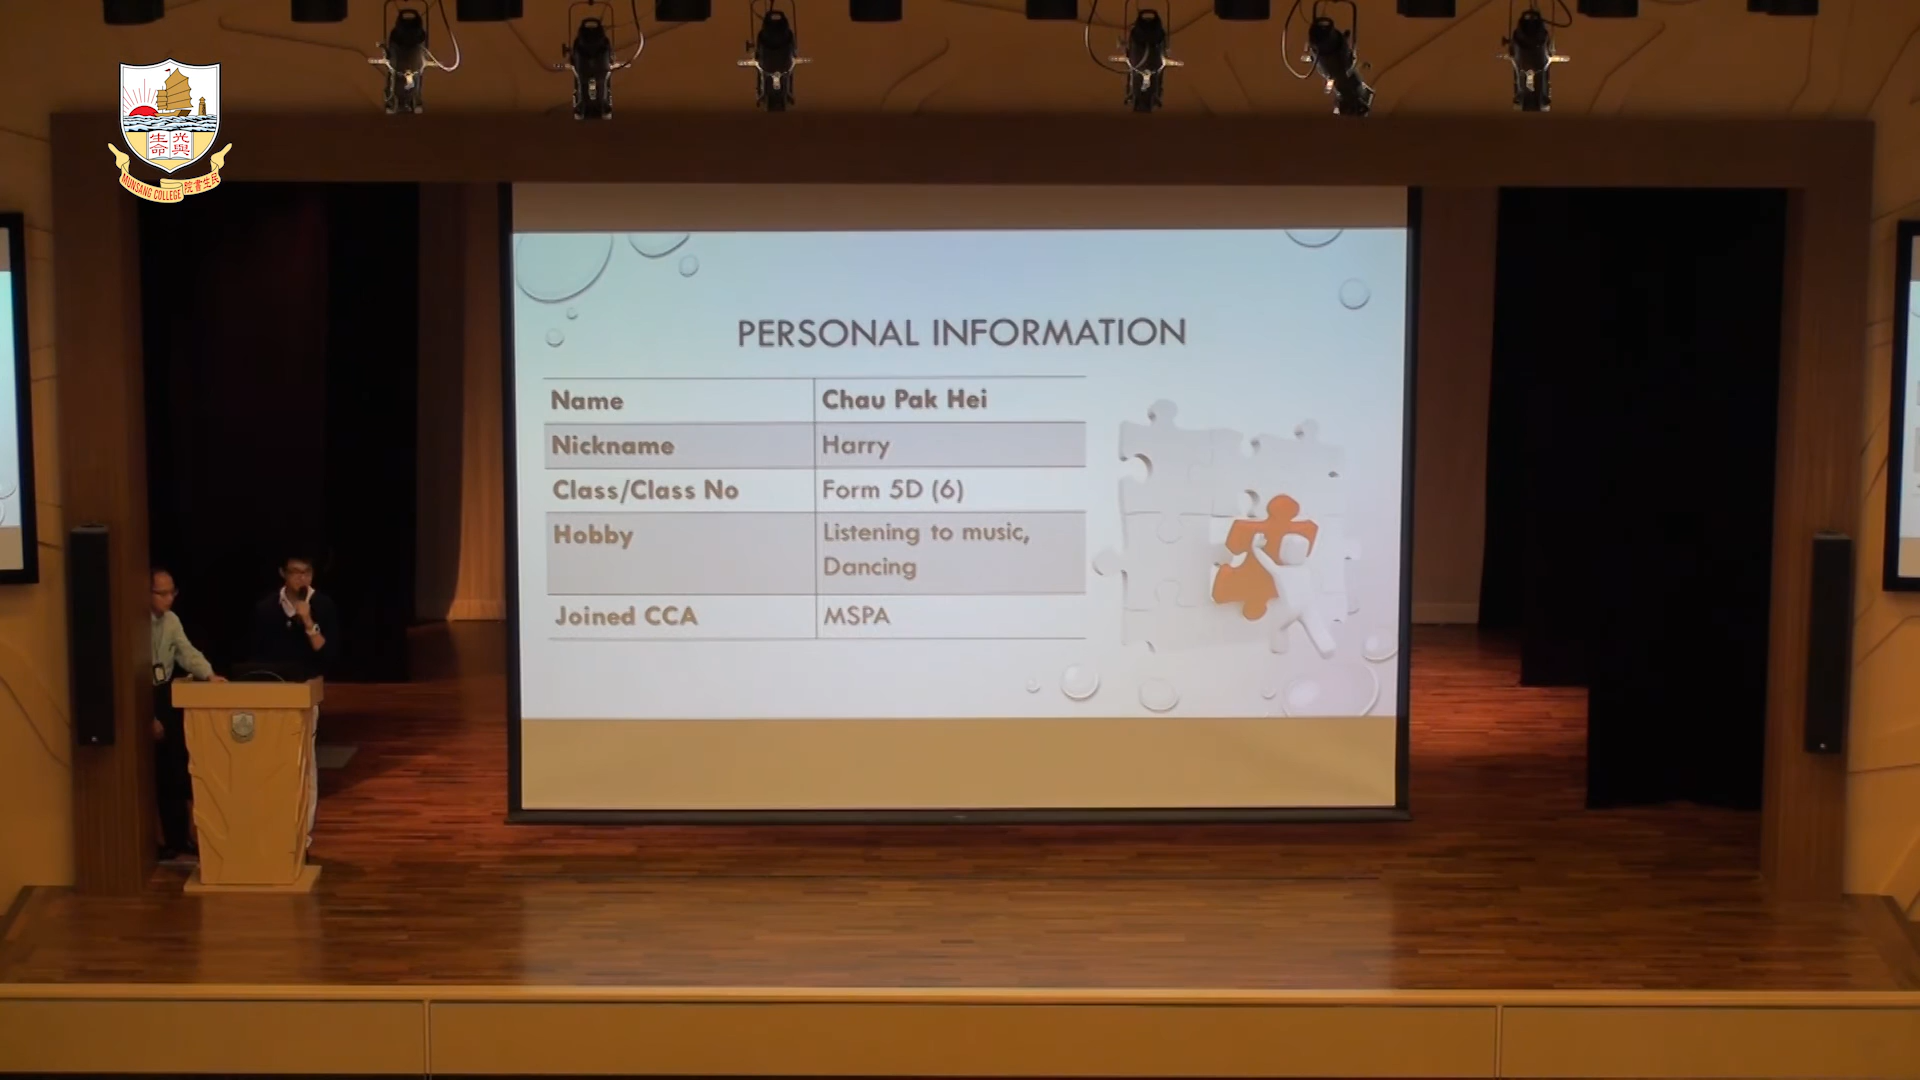 生 光
命 與
MUNSANG COLLEGE 院書生民
PERSONAL INFORMATION
Name Chau Pak Hei
Nickname Harry
Class/Class No Form 5D (6)
Hobby Listening to music,
Dancing
Joined CCA MSPA